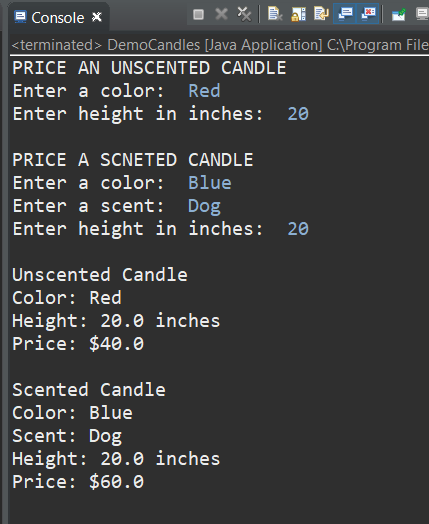 Console
<terminated> DemoCandles [Java Application] C:\Program File
PRICE AN UNSCENTED CANDLE
Enter a color:  Red
Enter height in inches:  20

PRICE A SCNETED CANDLE
Enter a color:  Blue
Enter a scent:  Dog
Enter height in inches:  20

Unscented Candle
Color: Red
Height: 20.0 inches
Price: $40.0

Scented Candle
Color: Blue
Scent: Dog
Height: 20.0 inches
Price: $60.0